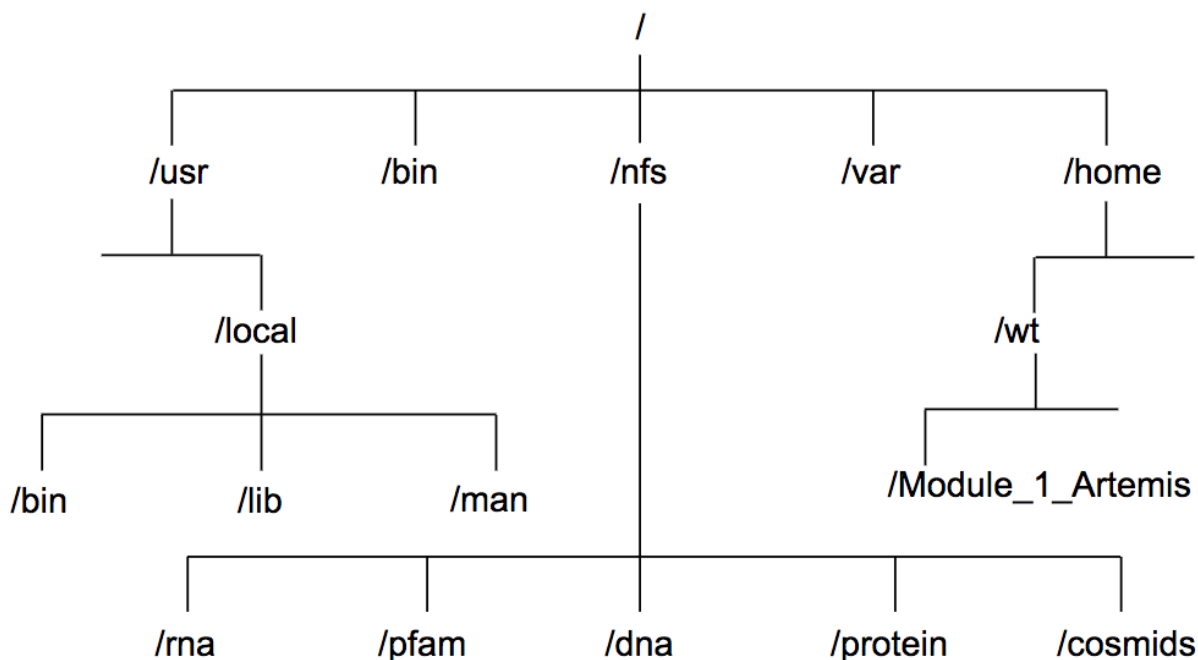 /
/usr /bin /nfs /var /home
/local /wt
/bin /lib /man /Module_1_Artemis
/rna /pfam /dna /protein /cosmids